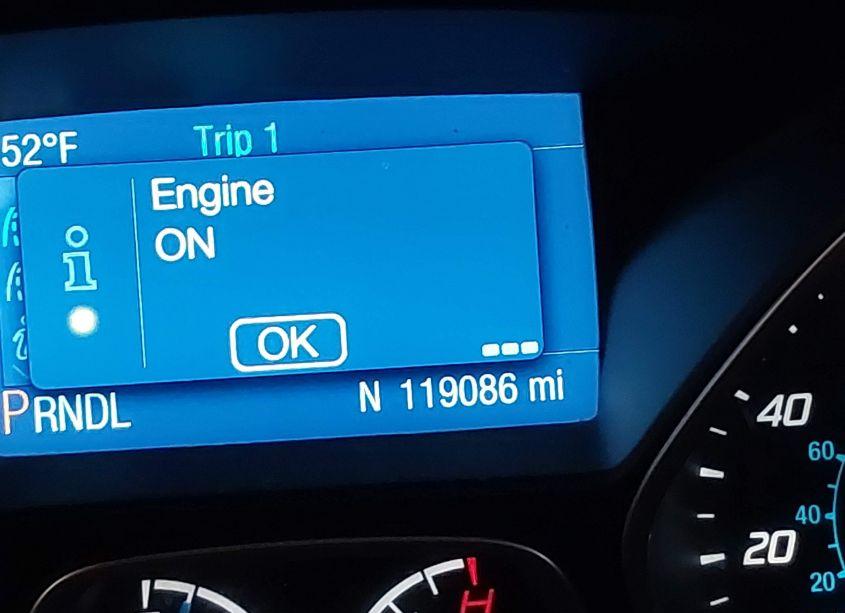 52°F Trip 1
Engine
ON
OK
PRNDL N 119086 mi
40
60
40
20
20
H